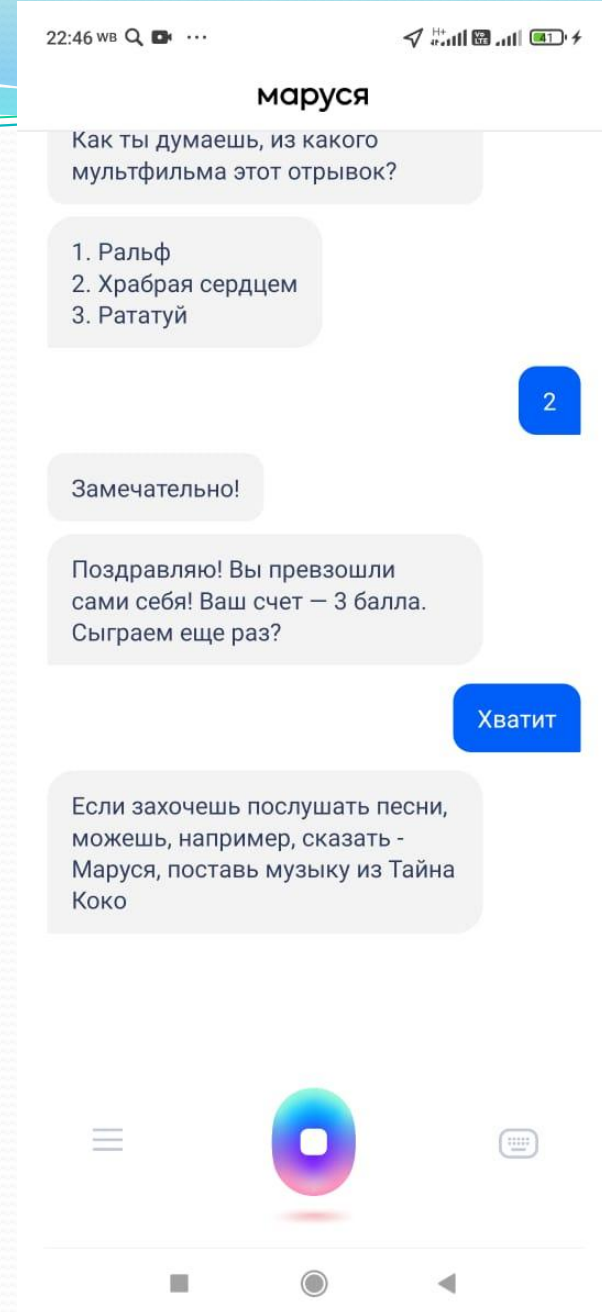 22:46 WB
41
маруся
Как ты думаешь, из какого
мультфильма этот отрывок?
1. Ральф
2. Храбрая сердцем
3. Рататуй
2
Замечательно!
Поздравляю! Вы превзошли
сами себя! Ваш счет — 3 балла.
Сыграем еще раз?
Хватит
Если захочешь послушать песни,
можешь, например, сказать -
Маруся, поставь музыку из Тайна
Коко